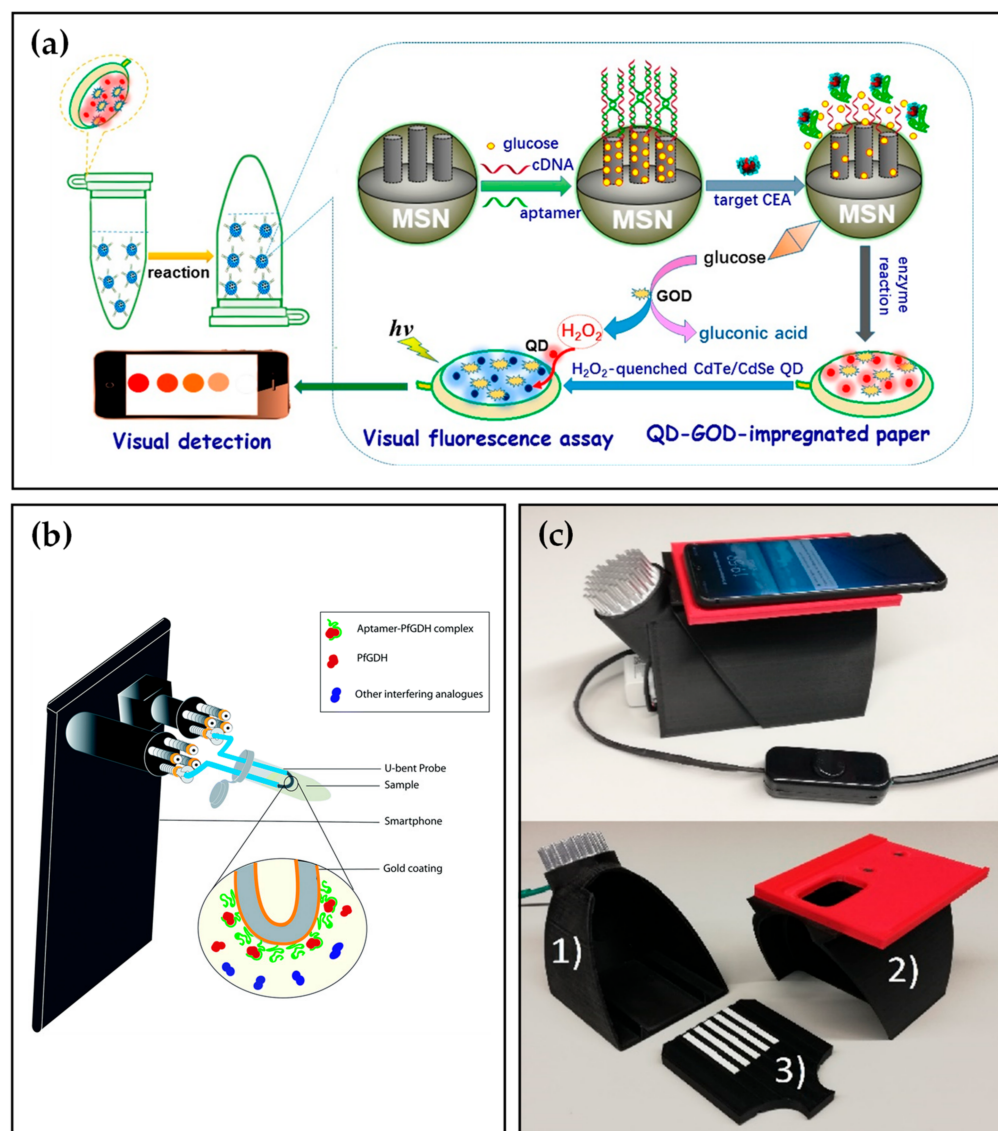 (a)
glucose
cDNA
aptamer
MSN
MSN
MSN
target CEA
reaction
glucose
GOD
enzyme
reaction
hv
QD
H₂O₂
gluconic acid
H₂O₂-quenched CdTe/CdSe QD
Visual detection
Visual fluorescence assay
QD-GOD-impregnated paper
(b)
Aptamer-PfGDH complex
PfGDH
Other interfering analogues
U-bent Probe
Sample
Smartphone
Gold coating
(c)
1)
2)
3)